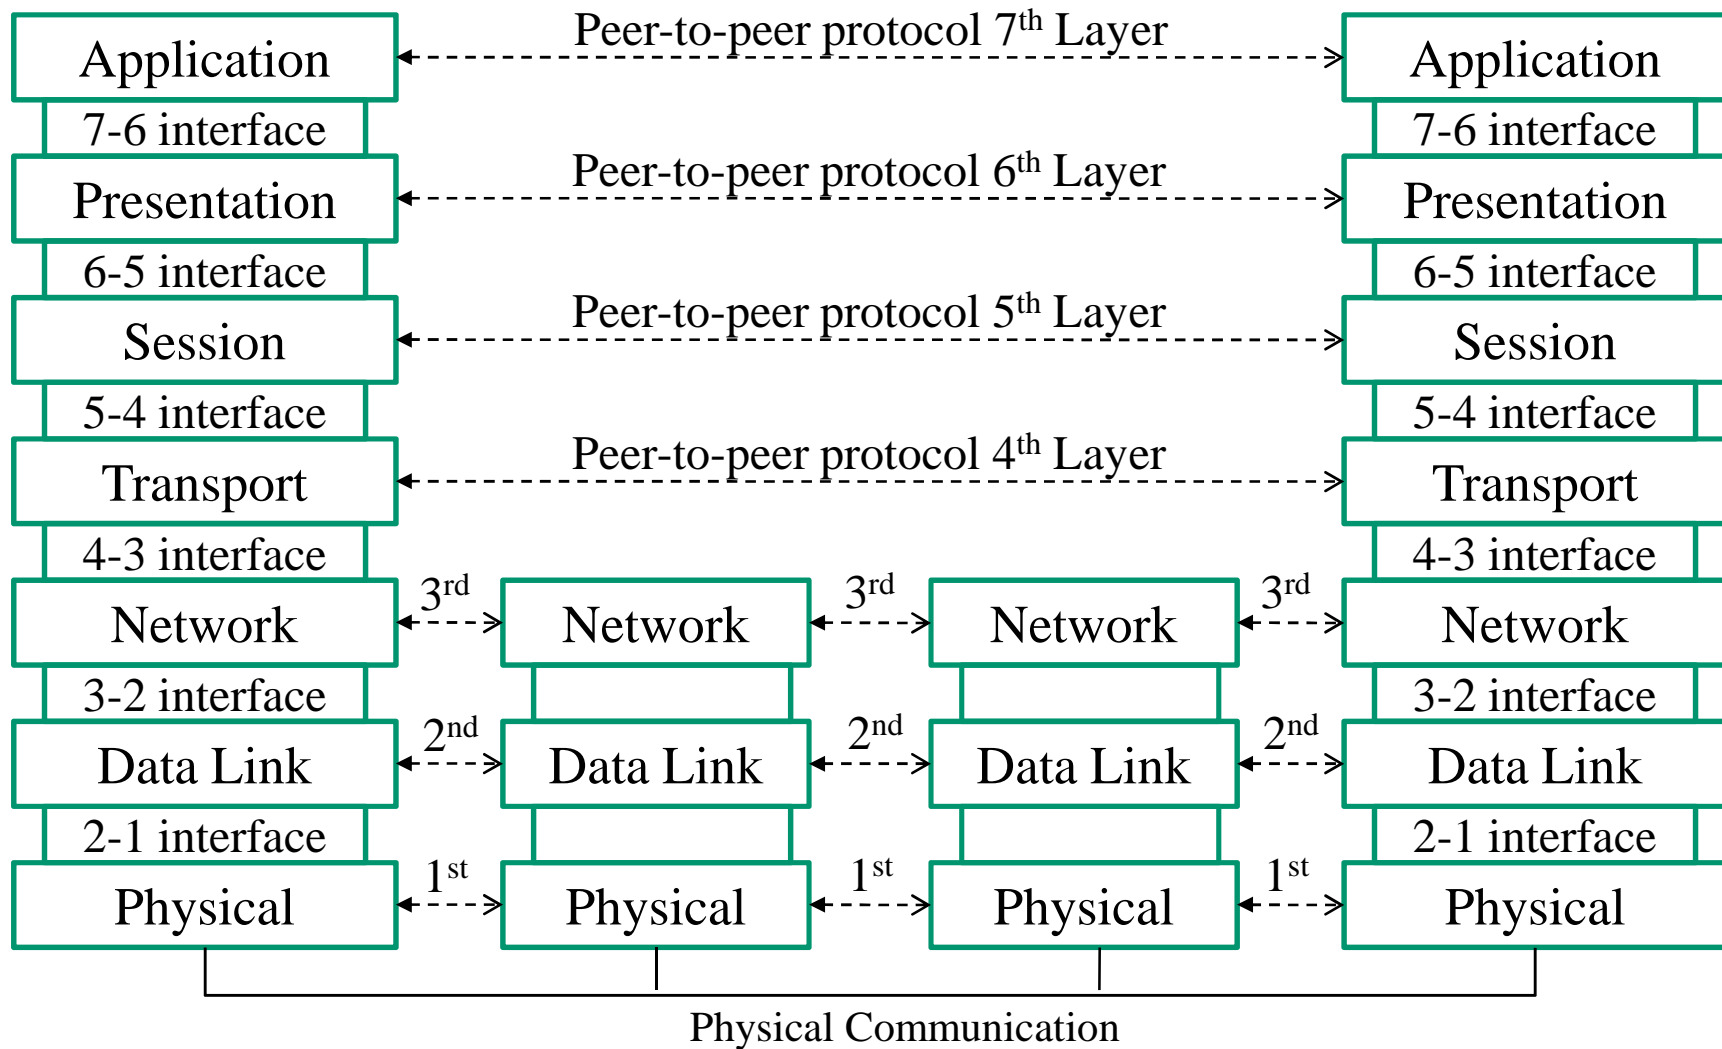 Application Peer-to-peer protocol 7th Layer Application
7-6 interface 7-6 interface
Presentation Peer-to-peer protocol 6th Layer Presentation
6-5 interface 6-5 interface
Session Peer-to-peer protocol 5th Layer Session
5-4 interface 5-4 interface
Transport Peer-to-peer protocol 4th Layer Transport
4-3 interface 4-3 interface
Network 3rd Network 3rd Network 3rd Network
3-2 interface 3-2 interface
Data Link 2nd Data Link 2nd Data Link 2nd Data Link
2-1 interface 2-1 interface
Physical 1st Physical 1st Physical 1st Physical
Physical Communication